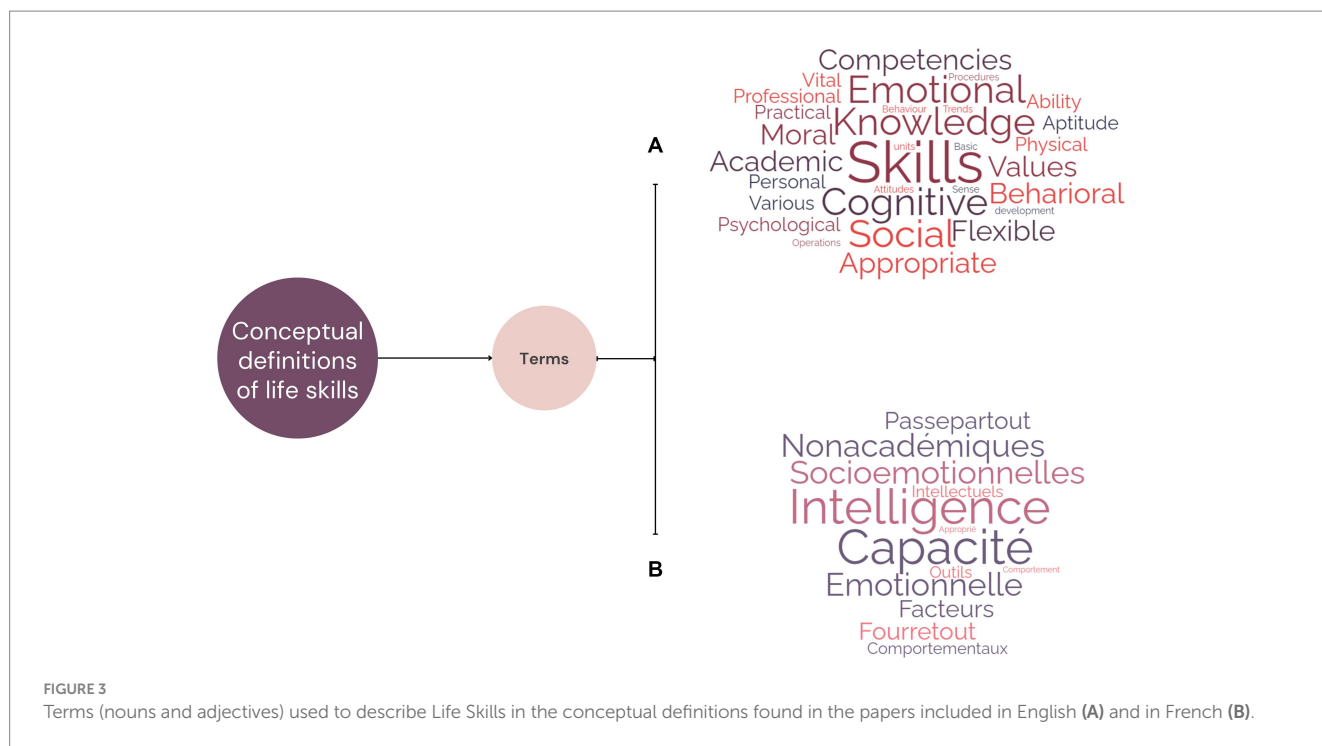 Conceptual
definitions
of life skills
Terms
A
Competencies
Vital
Procedures
Emotional
Professional
Ability
Practical
Behaviour
Trends
Knowledge
Aptitude
Moral
Physical
units
Basic
Skills
Academic
Values
Personal
Attitudes
Sense
Beharioral
Various
Cognitive
development
Psychological
Social
Flexible
Operations
Appropriate
B
Passepartout
Nonacadémiques
Socioemotionnelles
Intellectuels
Intelligence
Approprié
Capacité
Outils
Comportement
Emotionnelle
Facteurs
Fourretout
Comportementaux
FIGURE 3
Terms (nouns and adjectives) used to describe Life Skills in the conceptual definitions found in the papers included in English (A) and in French (B).